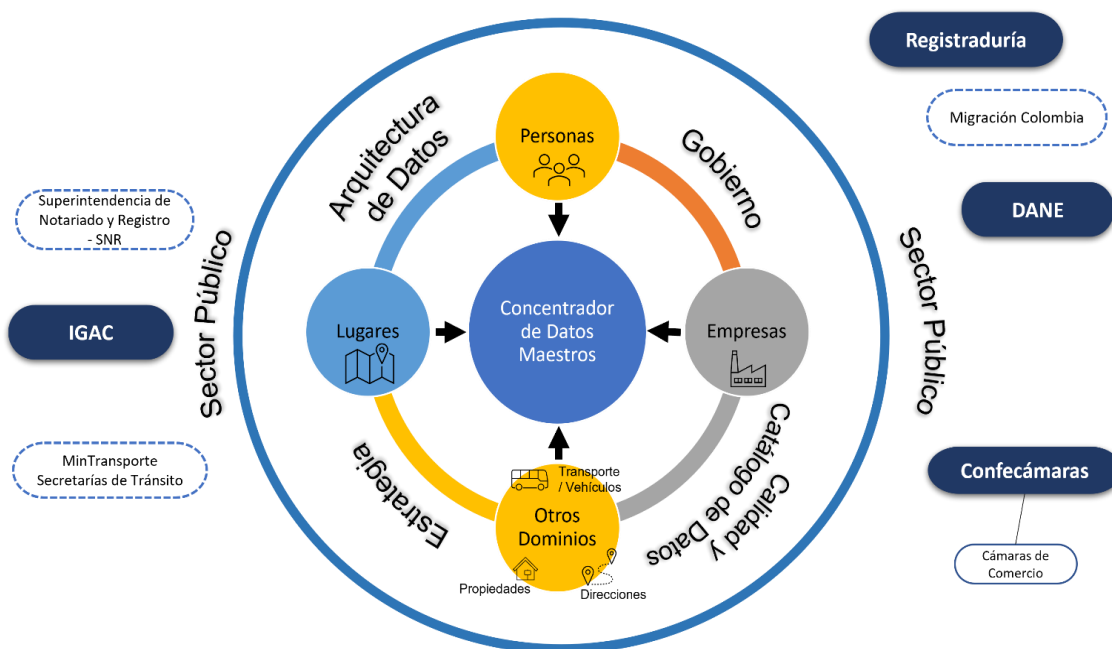 Registraduría
Migración Colombia
DANE
Confecámaras
Cámaras de
Comercio
Superintendencia de
Notariado y Registro
- SNR
IGAC
MinTransporte
Secretarías de Tránsito
Sector Público
Sector Público
Arquitectura
de Datos
Gobierno
Estrategia
Calidad y
Catálogo de Datos
Personas
Lugares
Concentrador
de Datos
Maestros
Empresas
Transporte
/ Vehículos
Otros
Dominios
Propiedades
Direcciones